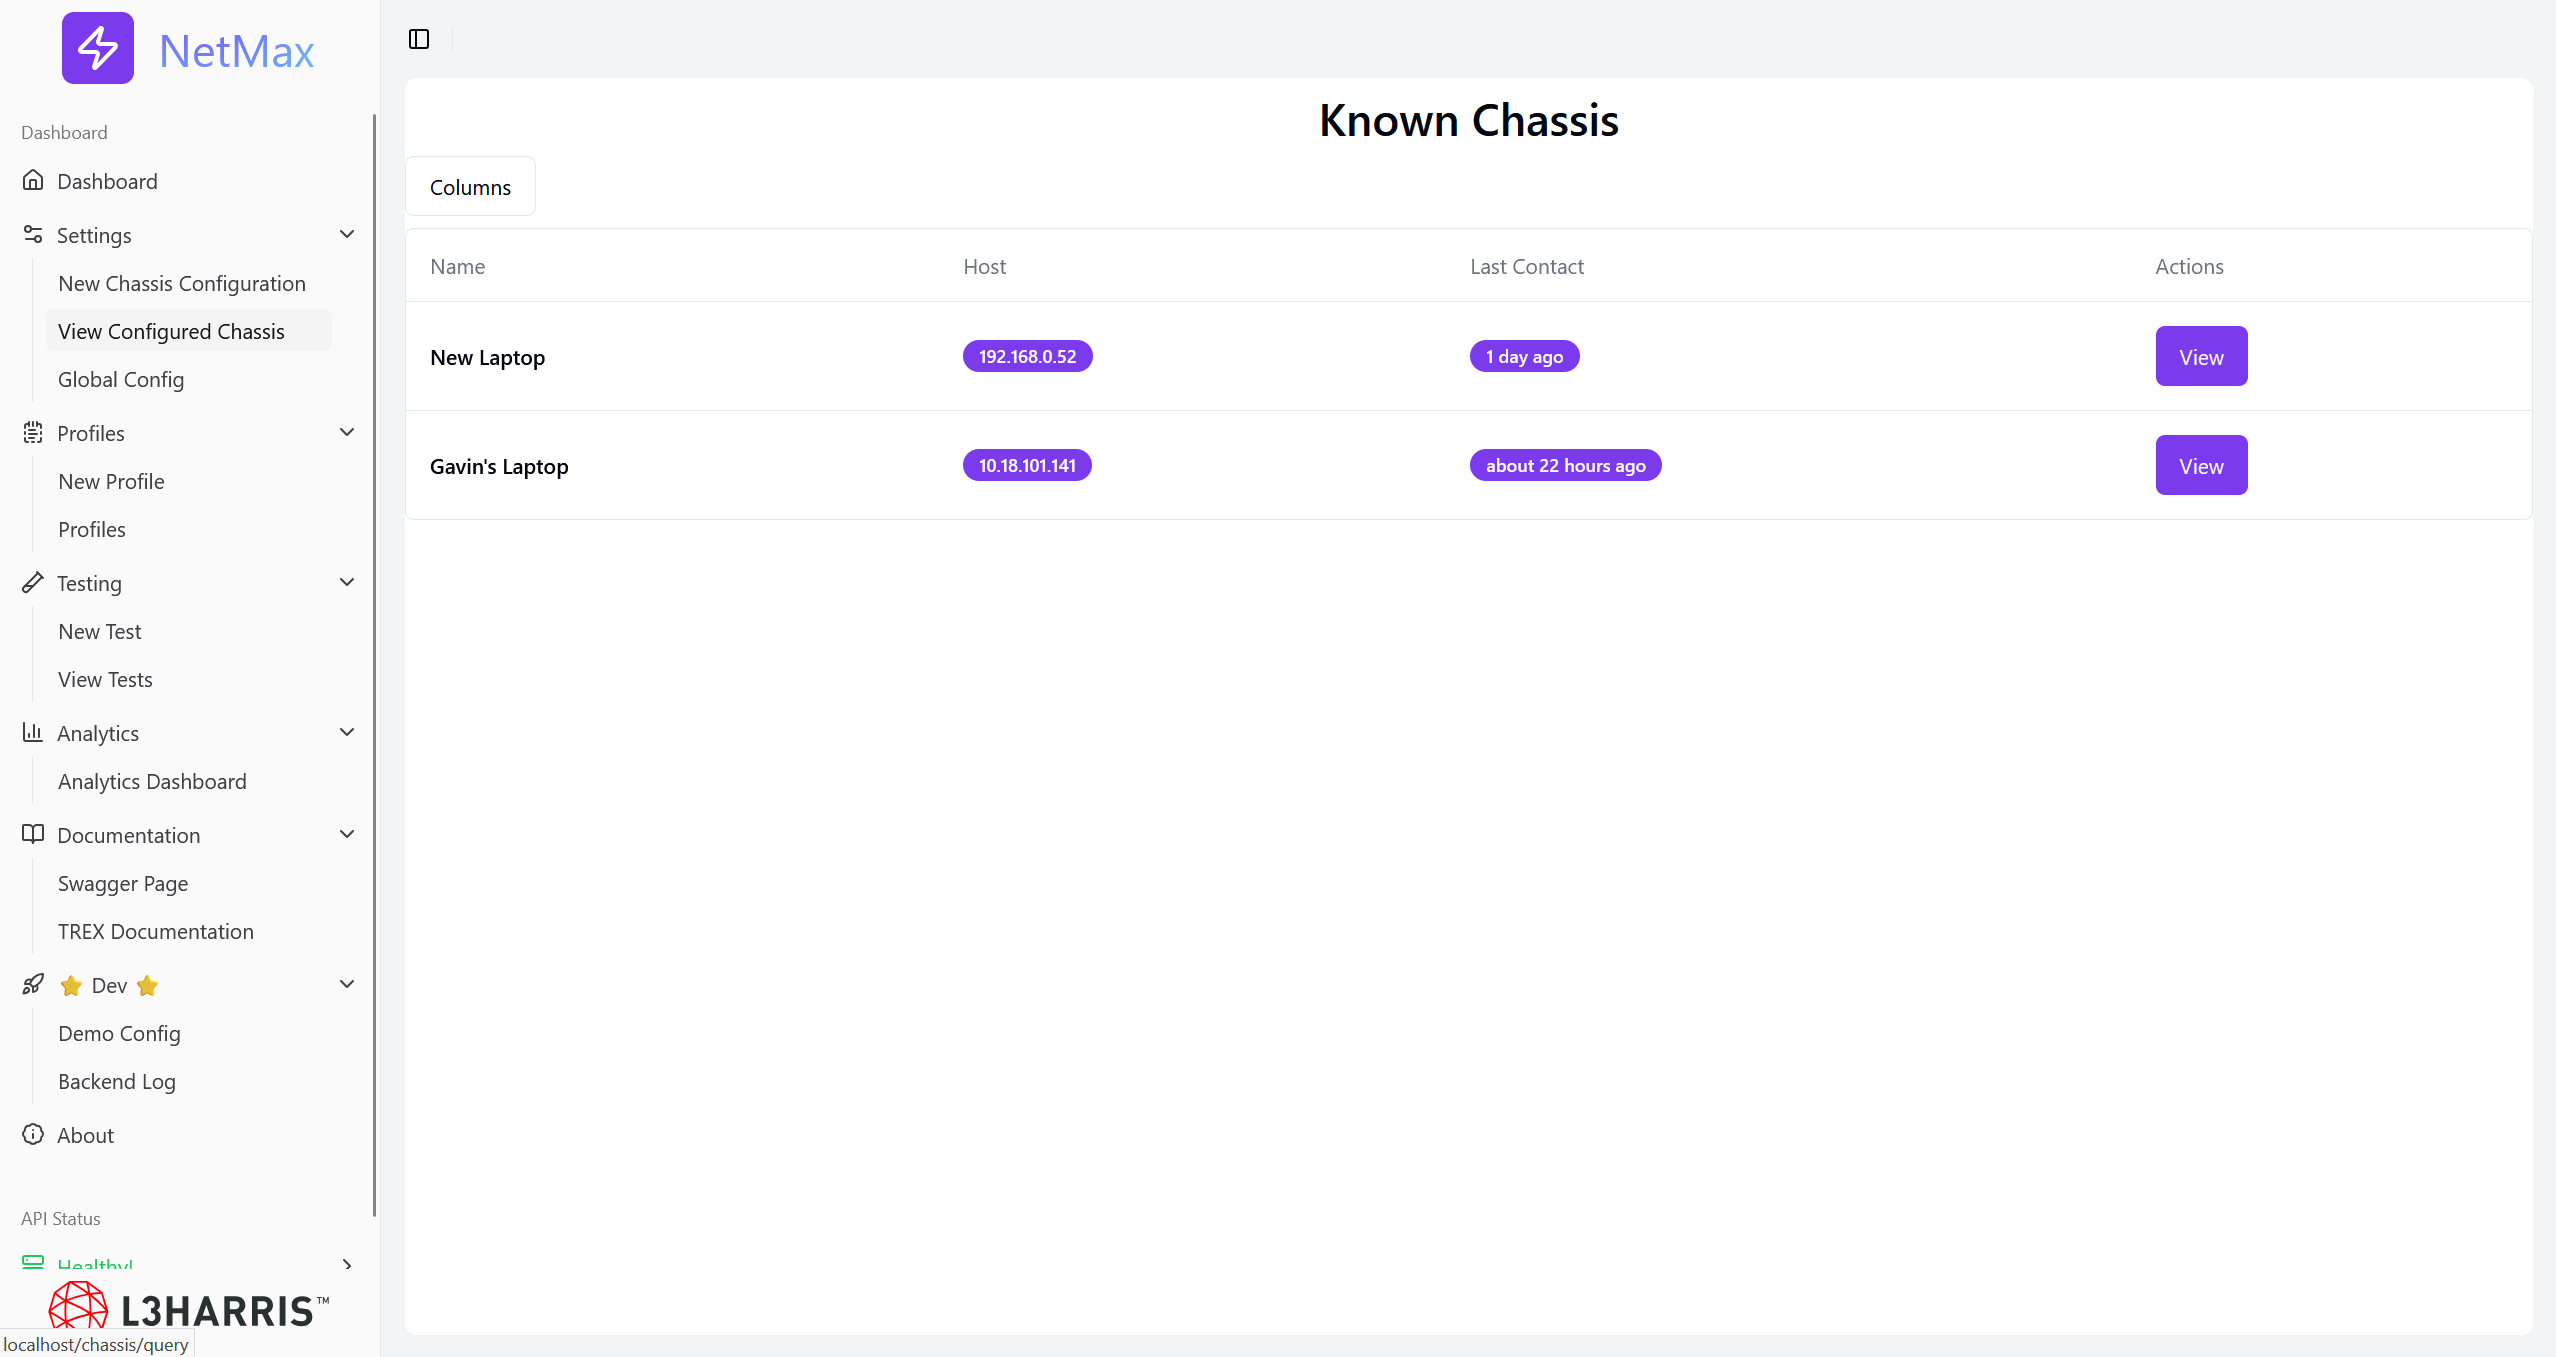 NetMax
Dashboard
Dashboard
Settings
New Chassis Configuration
View Configured Chassis
Global Config
Profiles
New Profile
Profiles
Testing
New Test
View Tests
Analytics
Analytics Dashboard
Documentation
Swagger Page
TREX Documentation
⭐ Dev ⭐
Demo Config
Backend Log
About
API Status
Healthy!
L3HARRIS™
localhost/chassis/query
Known Chassis
Columns
Name Host Last Contact Actions
New Laptop 192.168.0.52 1 day ago View
Gavin's Laptop 10.18.101.141 about 22 hours ago View